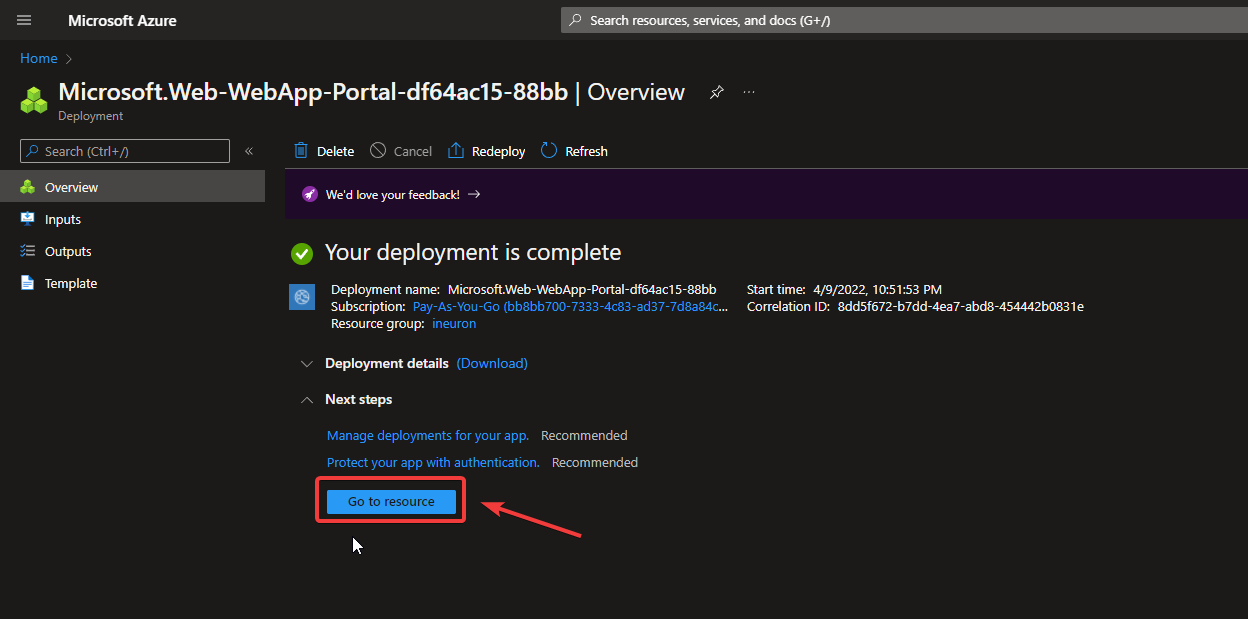 Microsoft Azure
Search resources, services, and docs (G+/)
Home
Microsoft.Web-WebApp-Portal-df64ac15-88bb | Overview
Deployment
Search (Ctrl+/)
Delete
Cancel
Redeploy
Refresh
Overview
Inputs
Outputs
Template
We'd love your feedback!
Your deployment is complete
Deployment name: Microsoft.Web-WebApp-Portal-df64ac15-88bb
Subscription: Pay-As-You-Go (bb8bb700-7333-4c83-ad37-7d8a84c...
Resource group: ineuron
Start time: 4/9/2022, 10:51:53 PM
Correlation ID: 8dd5f672-b7dd-4ea7-abd8-454442b0831e
Deployment details (Download)
Next steps
Manage deployments for your app. Recommended
Protect your app with authentication. Recommended
Go to resource